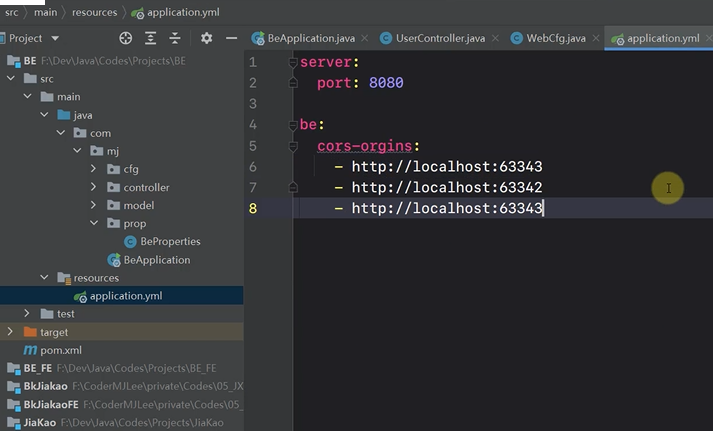 src main resources application.yml
Project
BeApplication.java UserController.java WebCfg.java application.yml
BE F:\Dev\Java\Codes\Projects\BE
src
main
java
com
mj
cfg
controller
model
prop
BeProperties
BeApplication
resources
application.yml
test
target
m pom.xml
BE_FE F:\Dev\Java\Codes\Projects\BE_FE
BkJiakao F:\CoderMJLee\private\Codes\05_JX
BkJiakaoFE F:\CoderMJLee\private\Codes\05_
JiaKao F:\Dev\Java\Codes\Projects\JiaKao
1 server:
2 port: 8080
3
4 be:
5 cors-orgins:
6 - http://localhost:63343
7 - http://localhost:63342
8 - http://localhost:63343